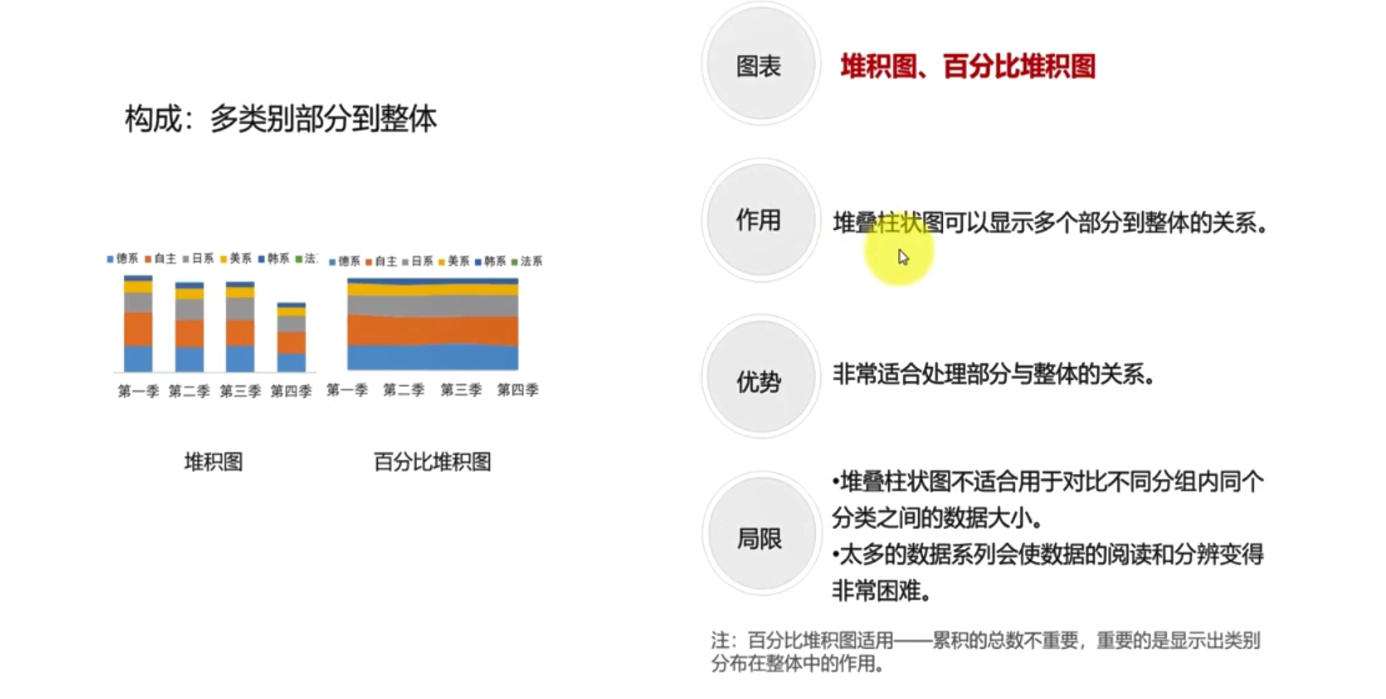 构成：多类别部分到整体
德系 自主 日系 美系 韩系 法
第一季 第二季 第三季 第四季
堆积图
德系 自主 日系 美系 韩系 法系
第一季 第二季 第三季 第四季
百分比堆积图
图表
堆积图、百分比堆积图
作用
堆叠柱状图可以显示多个部分到整体的关系。
优势
非常适合处理部分与整体的关系。
局限
•堆叠柱状图不适合用于对比不同分组内同个
分类之间的数据大小。
•太多的数据系列会使数据的阅读和分辨变得
非常困难。
注：百分比堆积图适用——累积的总数不重要，重要的是显示出类别
分布在整体中的作用。